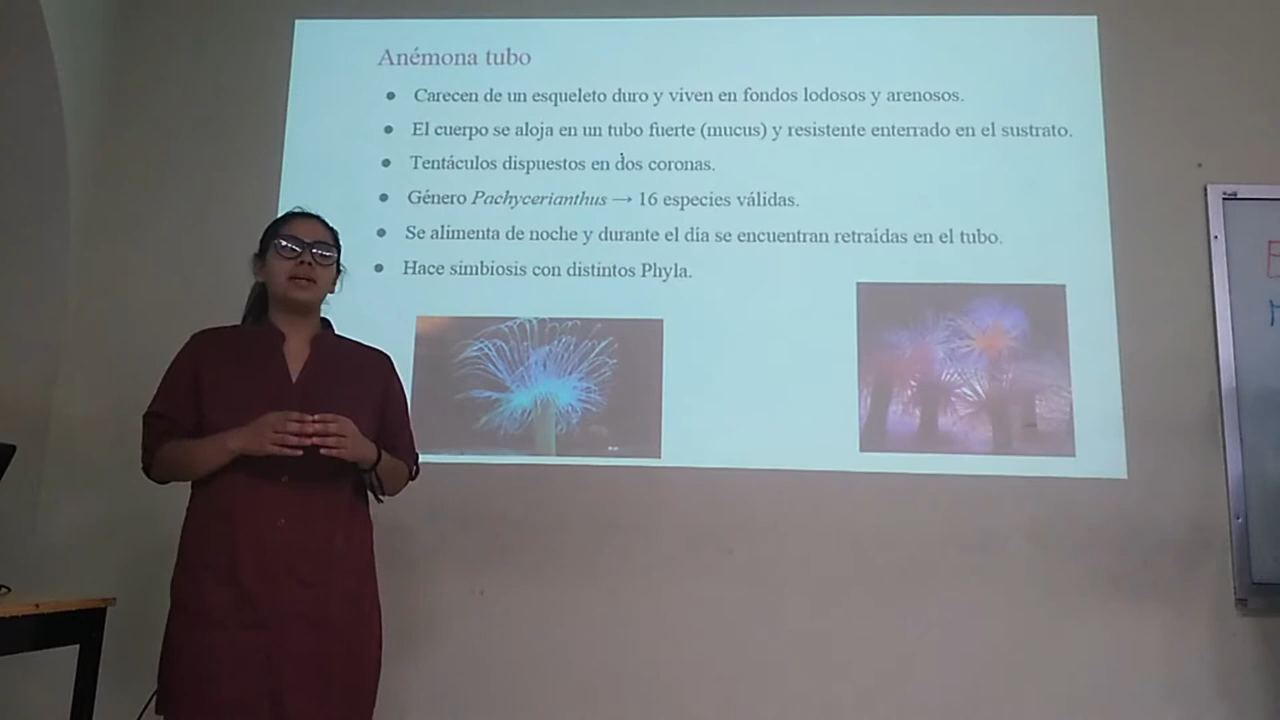 Anémona tubo
● Carecen de un esqueleto duro y viven en fondos lodosos y arenosos.
● El cuerpo se aloja en un tubo fuerte (mucus) y resistente enterrado en el sustrato.
● Tentáculos dispuestos en dos coronas.
● Género Pachycerianthus → 16 especies válidas.
● Se alimenta de noche y durante el día se encuentran retraídas en el tubo.
● Hace simbiosis con distintos Phyla.